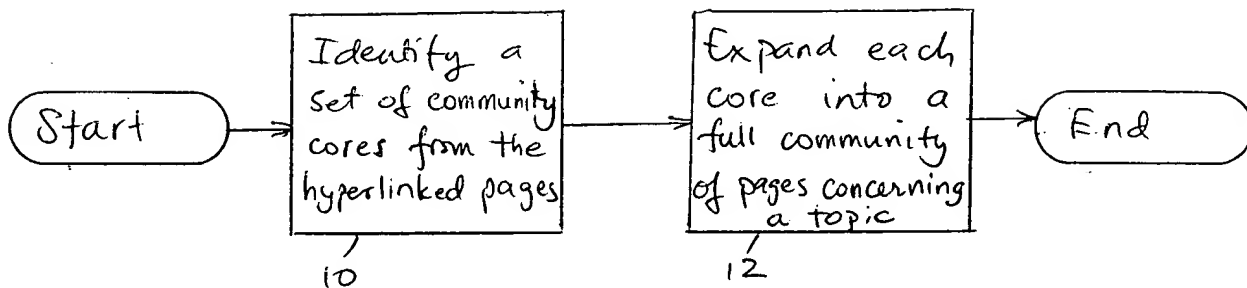 Start
Identify a
set of community
cores from the
hyperlinked pages
10
Expand each
core into a
full community
of pages concerning
a topic
12
End